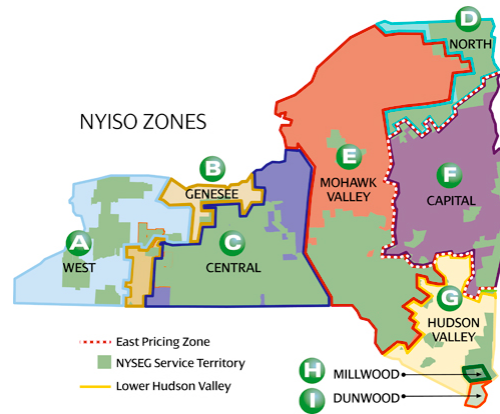 D
NORTH
NYISO ZONES
B
GENESEE
E
MOHAWK
VALLEY
F
CAPITAL
A
WEST
C
CENTRAL
G
HUDSON
VALLEY
East Pricing Zone
NYSEG Service Territory
Lower Hudson Valley
H MILLWOOD
I DUNWOOD